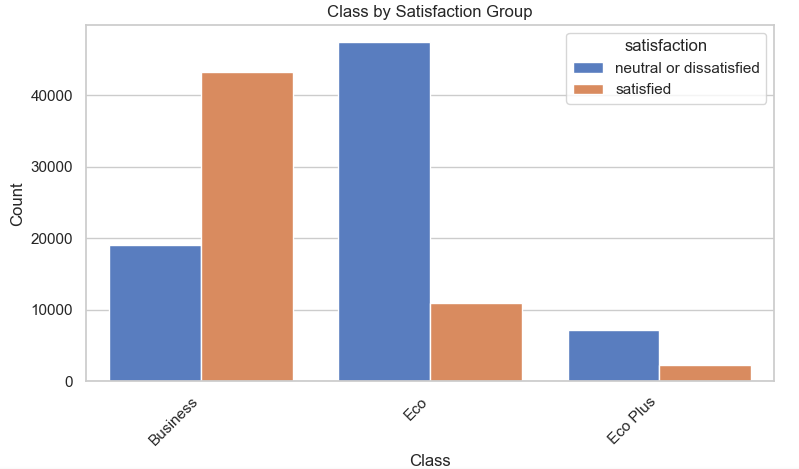 Class by Satisfaction Group
satisfaction
neutral or dissatisfied
satisfied
Count
40000
30000
20000
10000
0
Business
Eco
Eco Plus
Class